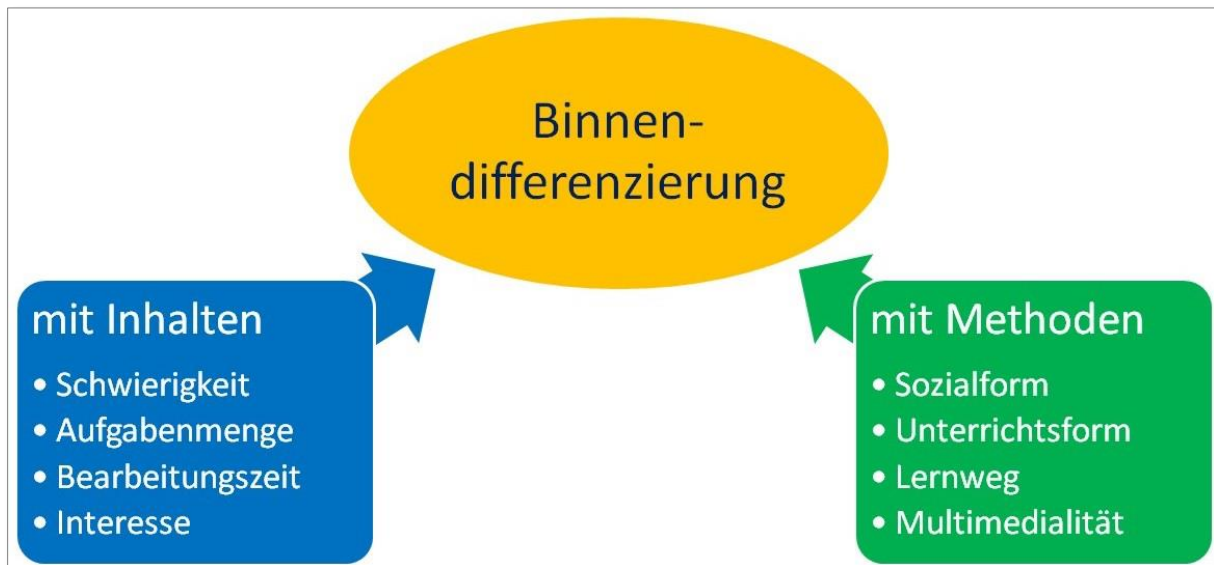 Binnen-
differenzierung
mit Inhalten
• Schwierigkeit
• Aufgabenmenge
• Bearbeitungszeit
• Interesse
mit Methoden
• Sozialform
• Unterrichtsform
• Lernweg
• Multimedialität